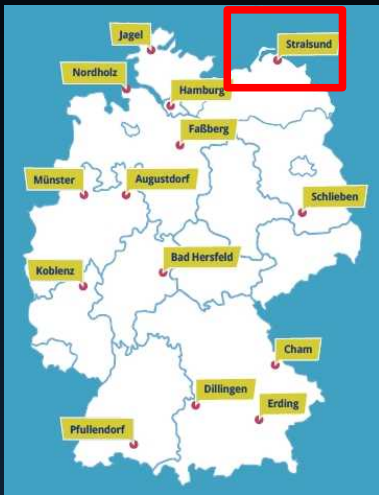 Jagel
Stralsund
Nordholz
Hamburg
Faßberg
Münster
Augustdorf
Schlieben
Bad Hersfeld
Koblenz
Cham
Dillingen
Erding
Pfullendorf